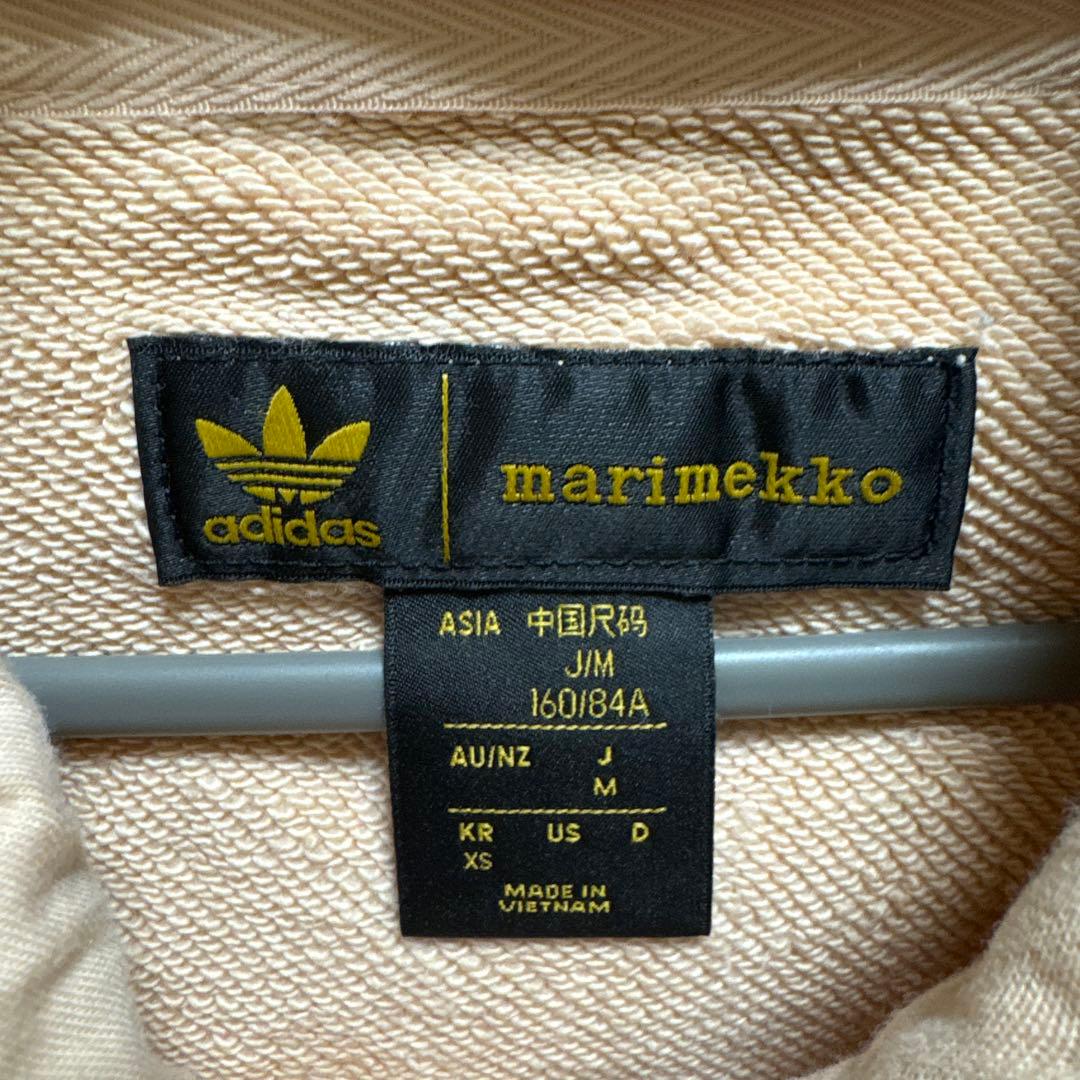 adidas
marimekko
ASIA 中国尺码
J/M
160/84A
AU/NZ J
M
KR US D
XS
MADE IN
VIETNAM